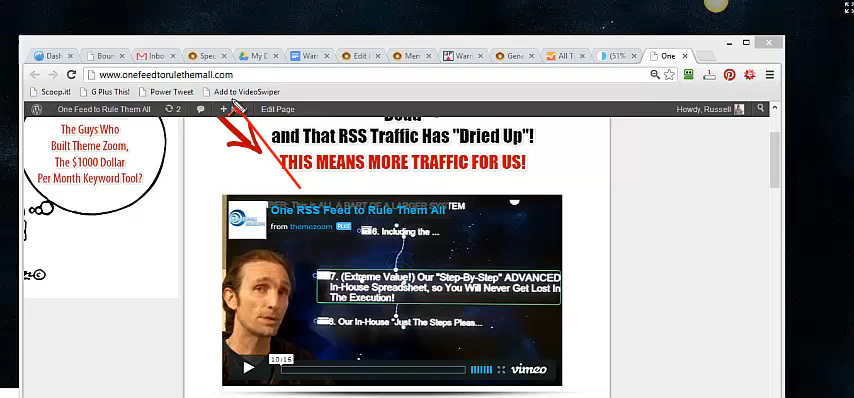 Dash
Boun
Inbo
Spec
My D
Warr
Edit
Mem
Warri
Gene
All T
(51%
One
www.onefeedtorulethemall.com
Scoop.it!
G Plus This!
Power Tweet
Add to VideoSwiper
One Feed to Rule Them All
2
Edit Page
Howdy, Russell
and That RSS Traffic Has "Dried Up"!
THIS MEANS MORE TRAFFIC FOR US!
The Guys Who
Built Theme Zoom,
The $1000 Dollar
Per Month Keyword Tool?
One RSS Feed to Rule Them All
from themezoom PLUS
6. Including the ...
7. (Extreme Value!) Our "Step-By-Step" ADVANCED
In-House Spreadsheet, so You Will Never Get Lost In
The Execution!
8. Our In-House "Just The Steps Pleas...
10:16
vimeo